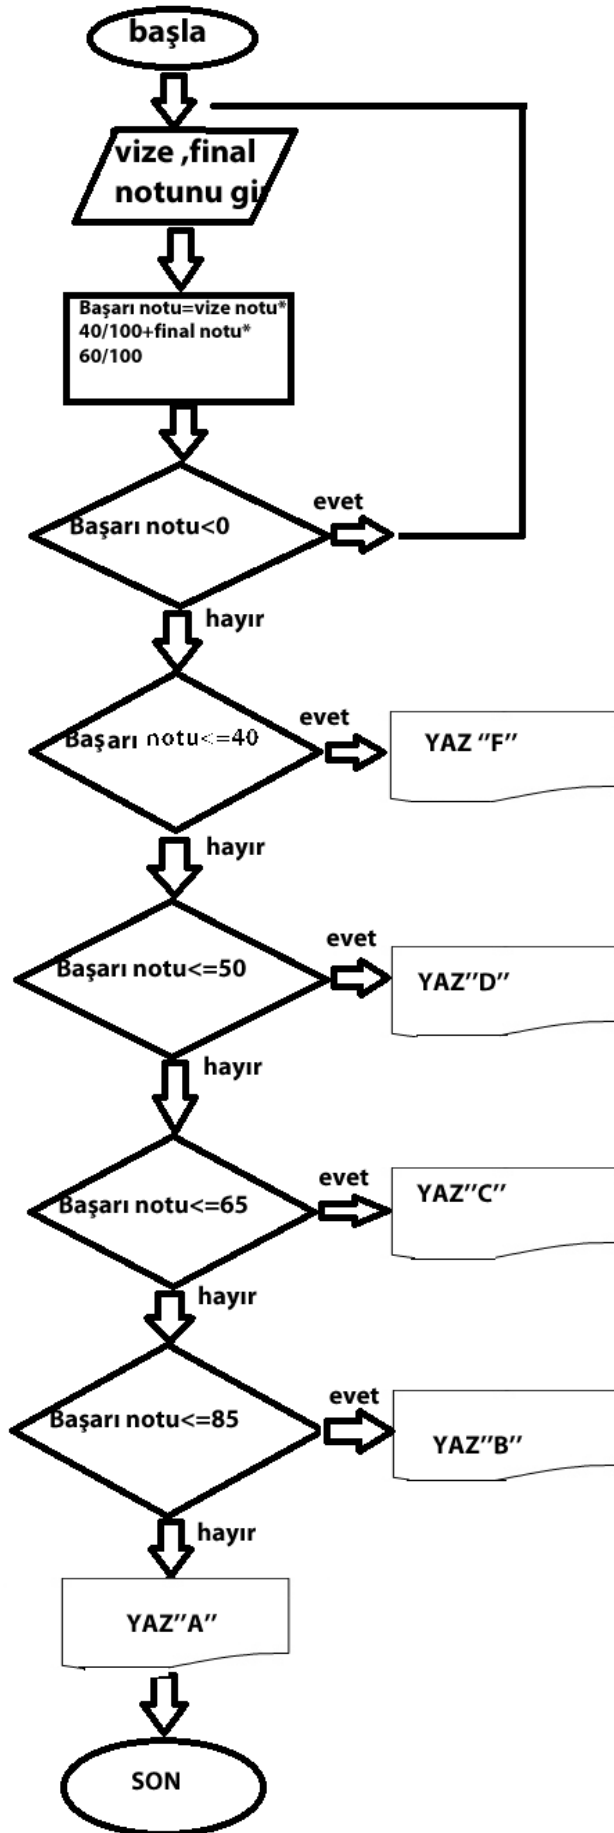 başla
vize ,final
notunu gir
Başarı notu=vize notu*
40/100+final notu*
60/100
Başarı notu<0
evet
hayır
Başarı notu<=40
evet
YAZ ''F''
hayır
Başarı notu<=50
evet
YAZ''D''
hayır
Başarı notu<=65
evet
YAZ''C''
hayır
Başarı notu<=85
evet
YAZ''B''
hayır
YAZ''A''
SON